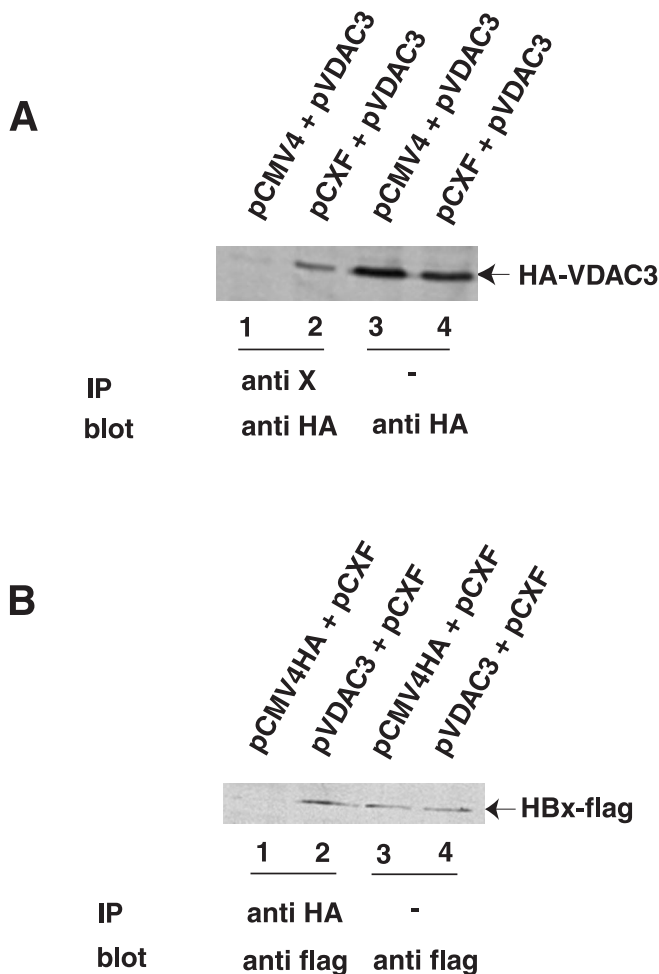 A
pCMV4 + pVDAC3
pCXF + pVDAC3
pCMV4 + pVDAC3
pCXF + pVDAC3
HA-VDAC3
1 2 3 4
IP anti X -
blot anti HA anti HA
B
pCMV4HA + pCXF
pVDAC3 + pCXF
pCMV4HA + pCXF
pVDAC3 + pCXF
HBx-flag
1 2 3 4
IP anti HA -
blot anti flag anti flag